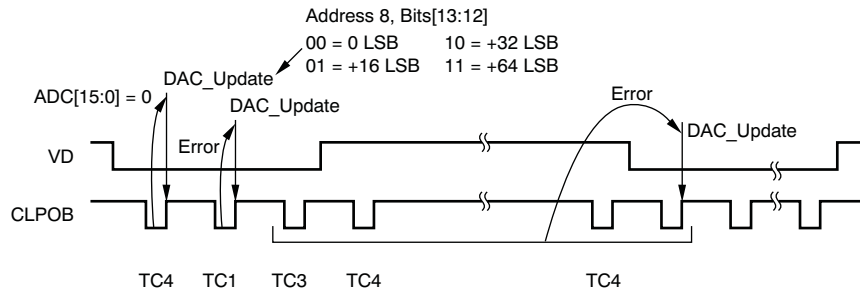 Address 8, Bits[13:12]
00 = 0 LSB 10 = +32 LSB
01 = +16 LSB 11 = +64 LSB
DAC_Update
ADC[15:0] = 0
DAC_Update
Error
DAC_Update
Error
VD
CLPOB
TC4 TC1 TC3 TC4 TC4